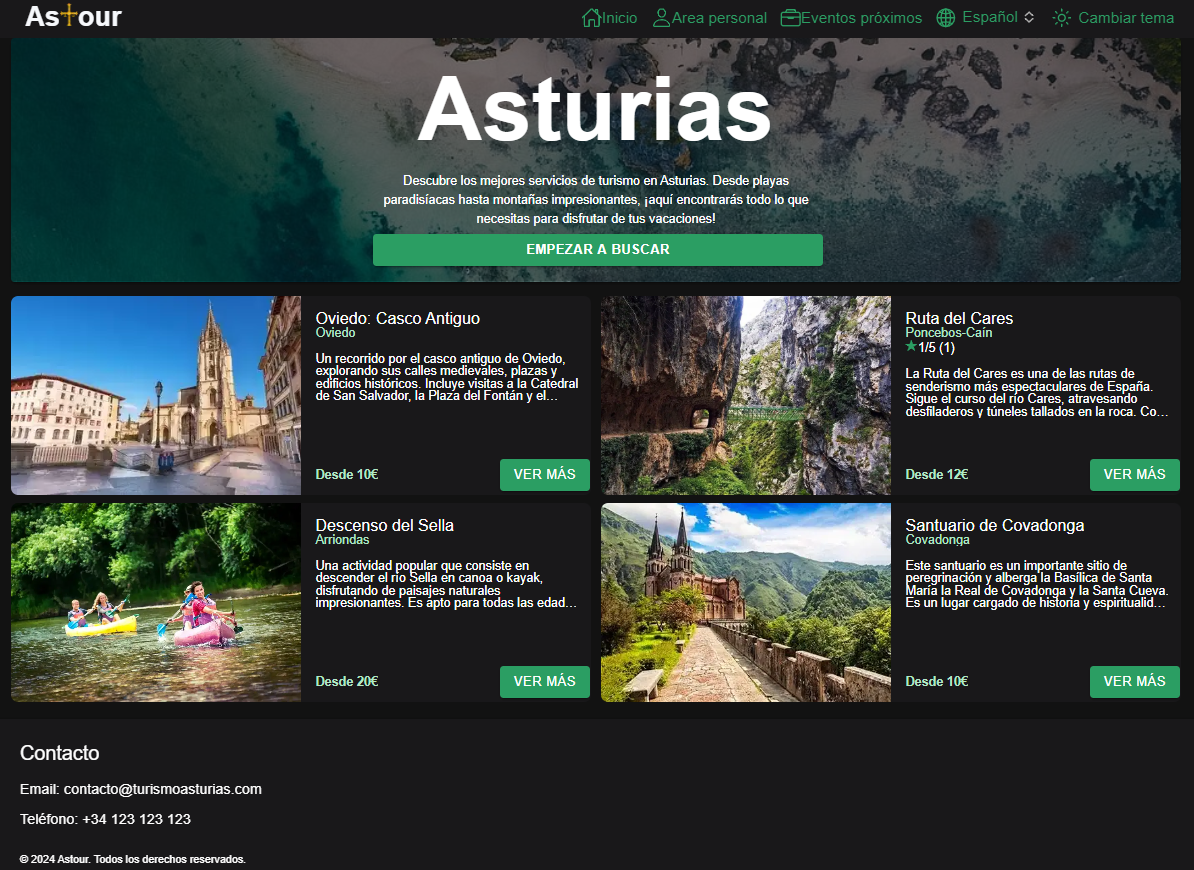 Astour
Inicio
Area personal
Eventos próximos
Español
Cambiar tema
Asturias
Descubre los mejores servicios de turismo en Asturias. Desde playas
paradisíacas hasta montañas impresionantes, ¡aquí encontrarás todo lo que
necesitas para disfrutar de tus vacaciones!
EMPEZAR A BUSCAR
Oviedo: Casco Antiguo
Oviedo
Un recorrido por el casco antiguo de Oviedo,
explorando sus calles medievales, plazas y
edificios históricos. Incluye visitas a la Catedral
de San Salvador, la Plaza del Fontán y el…
Desde 10€
VER MÁS
Ruta del Cares
Poncebos-Caín
1/5 (1)
La Ruta del Cares es una de las rutas de
senderismo más espectaculares de España.
Sigue el curso del río Cares, atravesando
desfiladeros y túneles tallados en la roca. Co…
Desde 12€
VER MÁS
Descenso del Sella
Arriondas
Una actividad popular que consiste en
descender el río Sella en canoa o kayak,
disfrutando de paisajes naturales
impresionantes. Es apto para todas las edad…
Desde 20€
VER MÁS
Santuario de Covadonga
Covadonga
Este santuario es un importante sitio de
peregrinación y alberga la Basílica de Santa
María la Real de Covadonga y la Santa Cueva.
Es un lugar cargado de historia y espiritualid…
Desde 10€
VER MÁS
Contacto
Email: contacto@turismoasturias.com
Teléfono: +34 123 123 123
© 2024 Astour. Todos los derechos reservados.